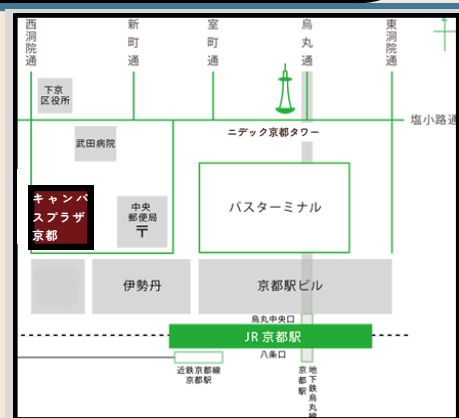 西洞院通
新町通
室町通
烏丸通
東洞院通
下京
区役所
塩小路通
ニデック京都タワー
武田病院
キャンパ
スプラザ
京都
中央
郵便局
〒
バスターミナル
伊勢丹
京都駅ビル
烏丸中央口
JR 京都駅
八条口
近鉄京都線
京都駅
地下鉄烏丸線
京都駅